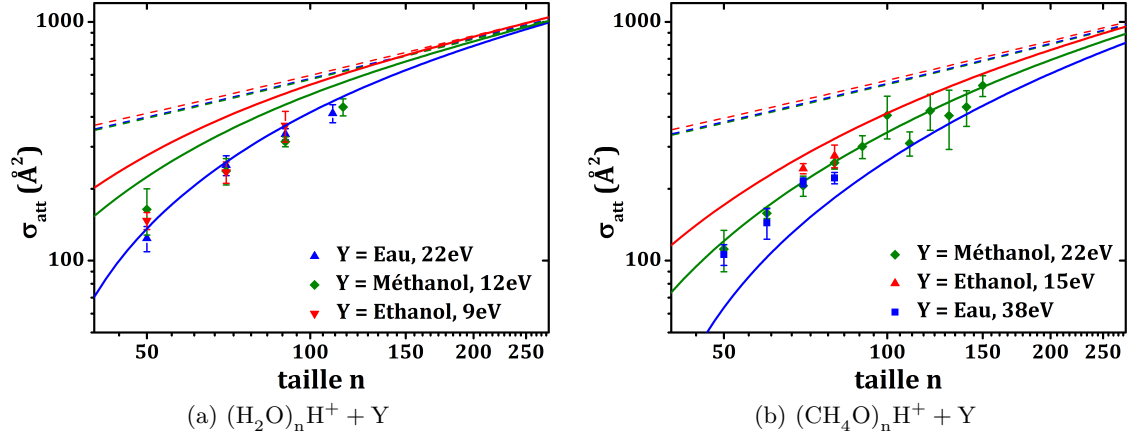 1000
100
σatt (Å²)
Y = Eau, 22eV
Y = Méthanol, 12eV
Y = Ethanol, 9eV
50 100 150 200 250
taille n
(a) (H₂O)ₙH⁺ + Y
1000
100
σatt (Å²)
Y = Méthanol, 22eV
Y = Ethanol, 15eV
Y = Eau, 38eV
50 100 150 200 250
taille n
(b) (CH₄O)ₙH⁺ + Y